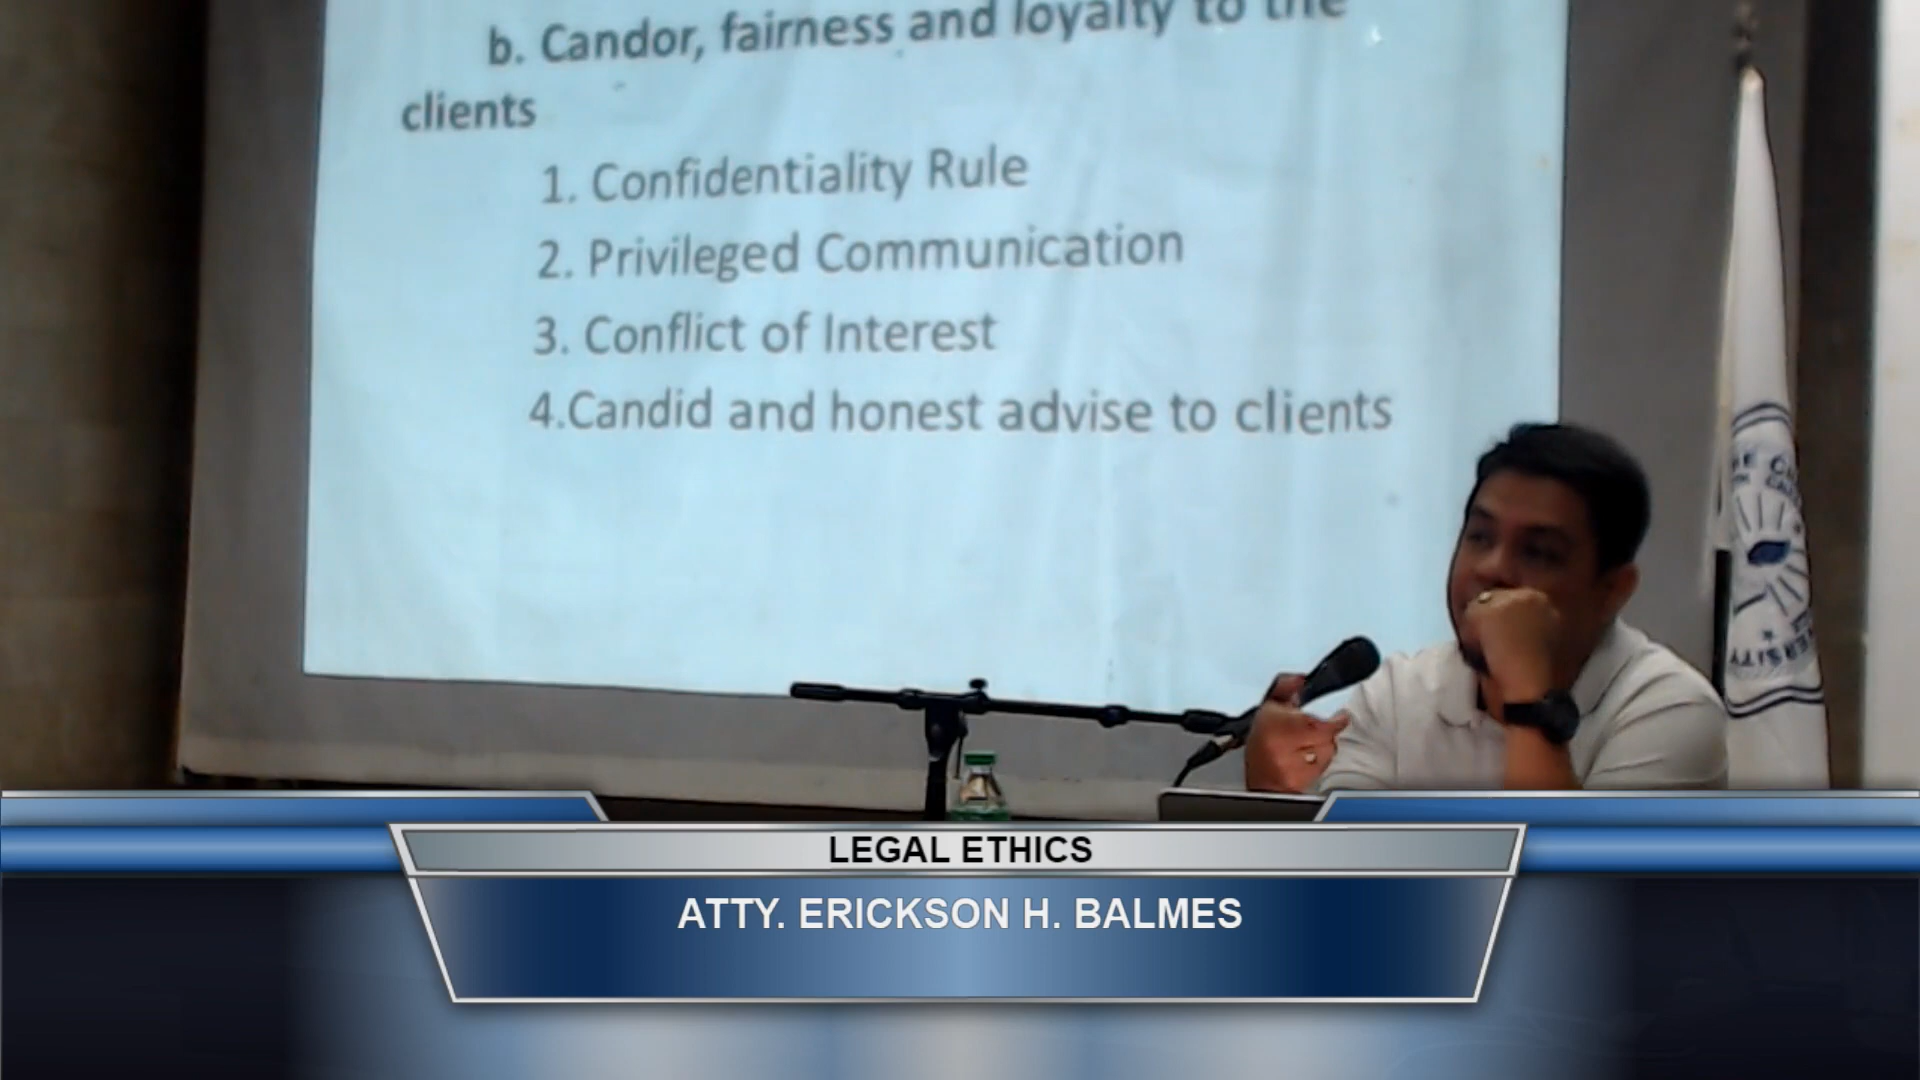 b. Candor, fairness and loyalty to the
clients
1. Confidentiality Rule
2. Privileged Communication
3. Conflict of Interest
4.Candid and honest advise to clients
LEGAL ETHICS
ATTY. ERICKSON H. BALMES